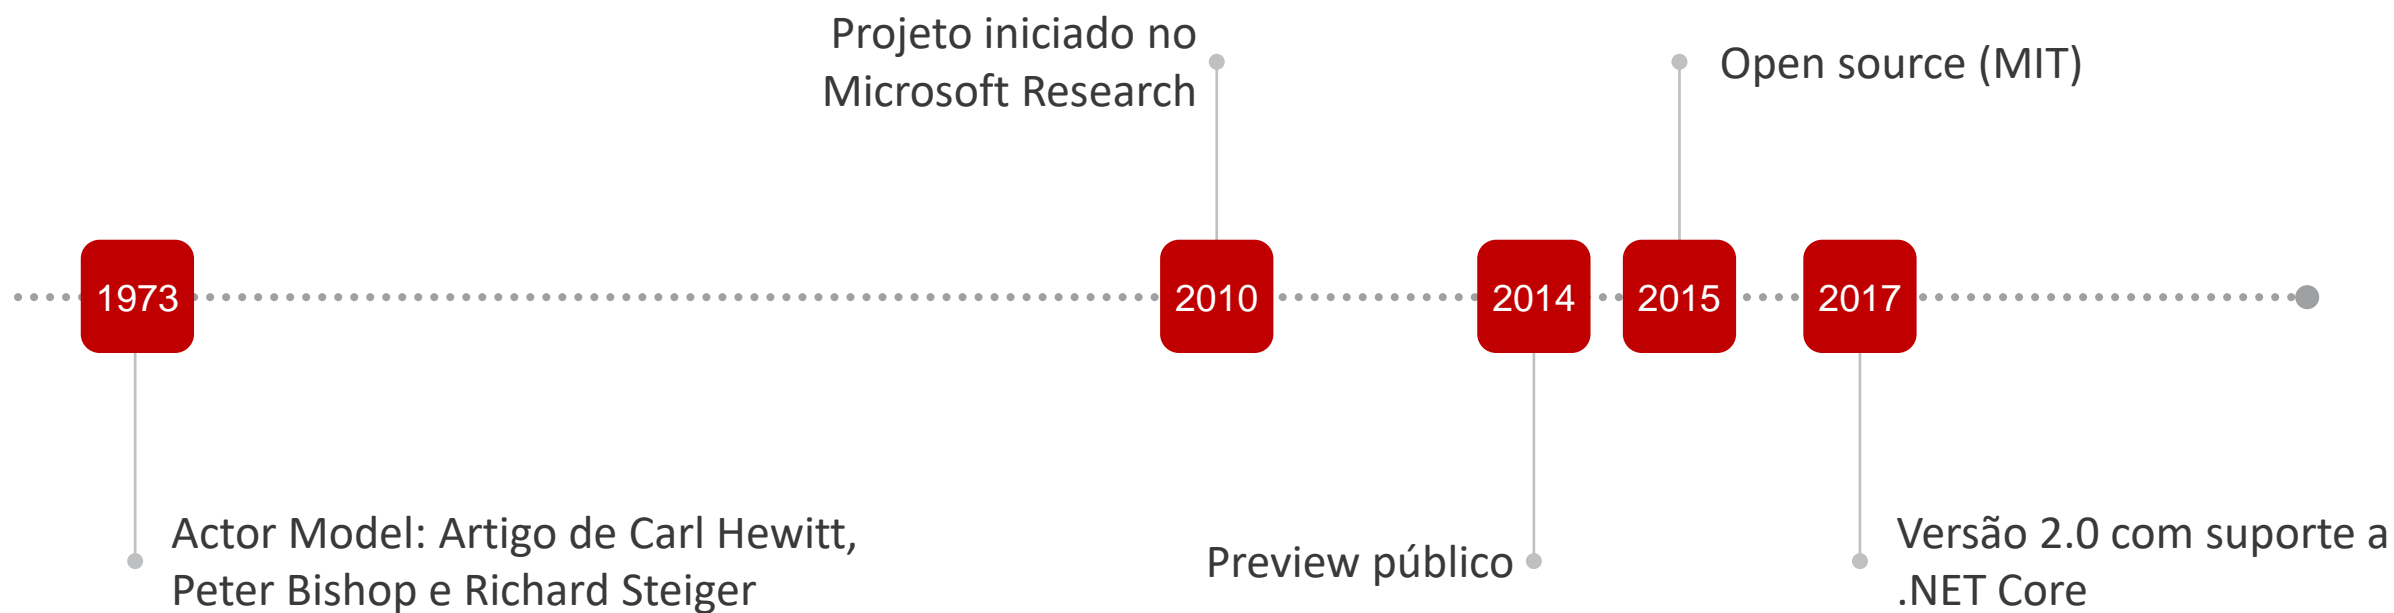 Projeto iniciado no
Microsoft Research
Open source (MIT)
1973
2010
2014
2015
2017
Actor Model: Artigo de Carl Hewitt,
Peter Bishop e Richard Steiger
Preview público
Versão 2.0 com suporte a
.NET Core